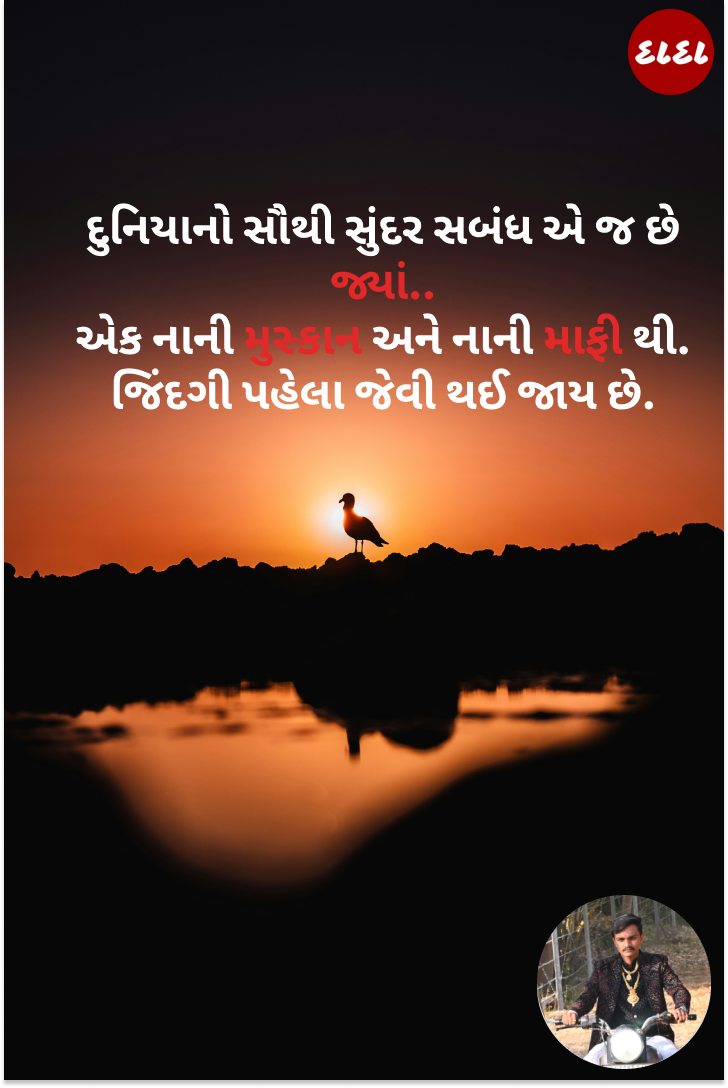 દાદા
દુનિયાનો સૌથી સુંદર સબંધ એ જ છે
જ્યાં..
એક નાની મુસ્કાન અને નાની માફી થી.
જિંદગી પહેલા જેવી થઈ જાય છે.